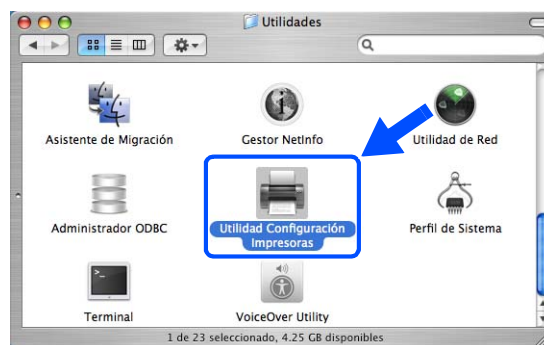 Utilidades
Asistente de Migración
Gestor NetInfo
Utilidad de Red
Administrador ODBC
Utilidad Configuración
Impresoras
Perfil de Sistema
Terminal
VoiceOver Utility
1 de 23 seleccionado, 4.25 GB disponibles